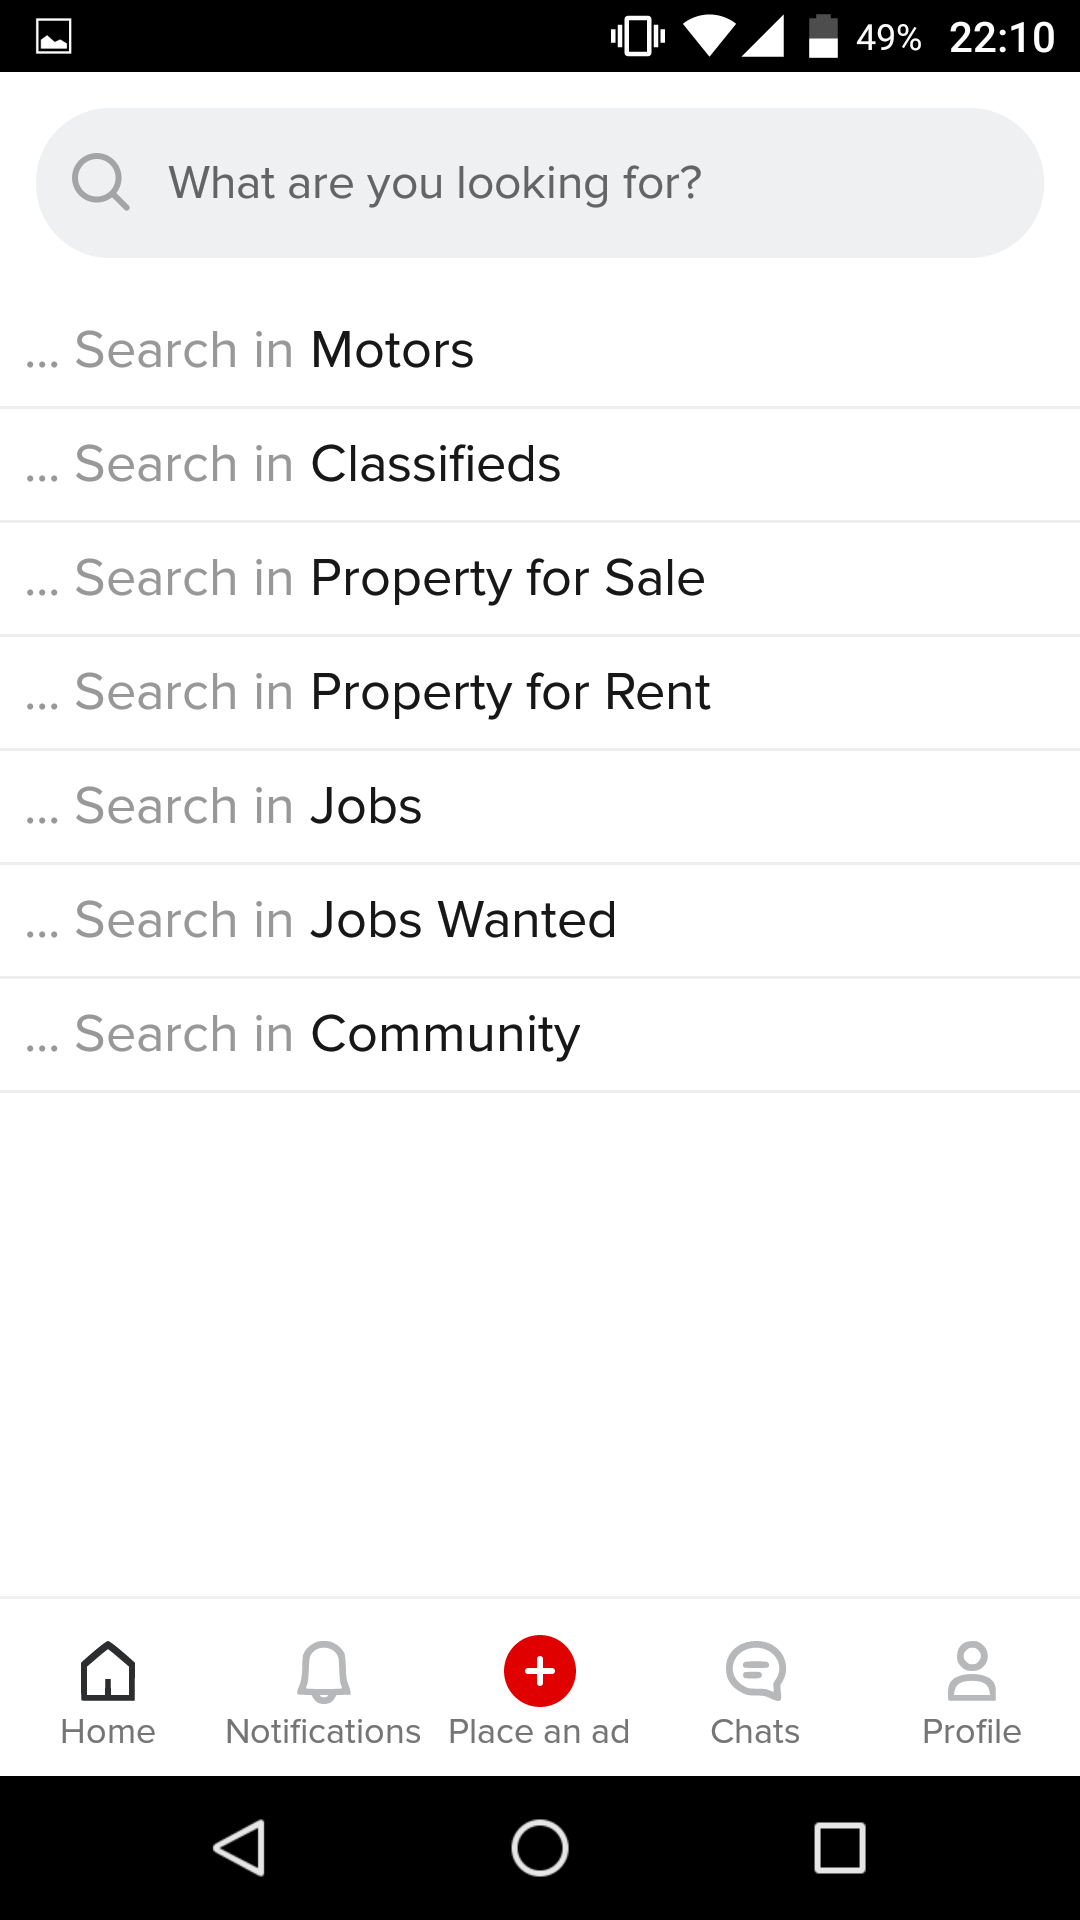 49% 22:10
What are you looking for?
... Search in Motors
... Search in Classifieds
... Search in Property for Sale
... Search in Property for Rent
... Search in Jobs
... Search in Jobs Wanted
... Search in Community
Home Notifications Place an ad Chats Profile